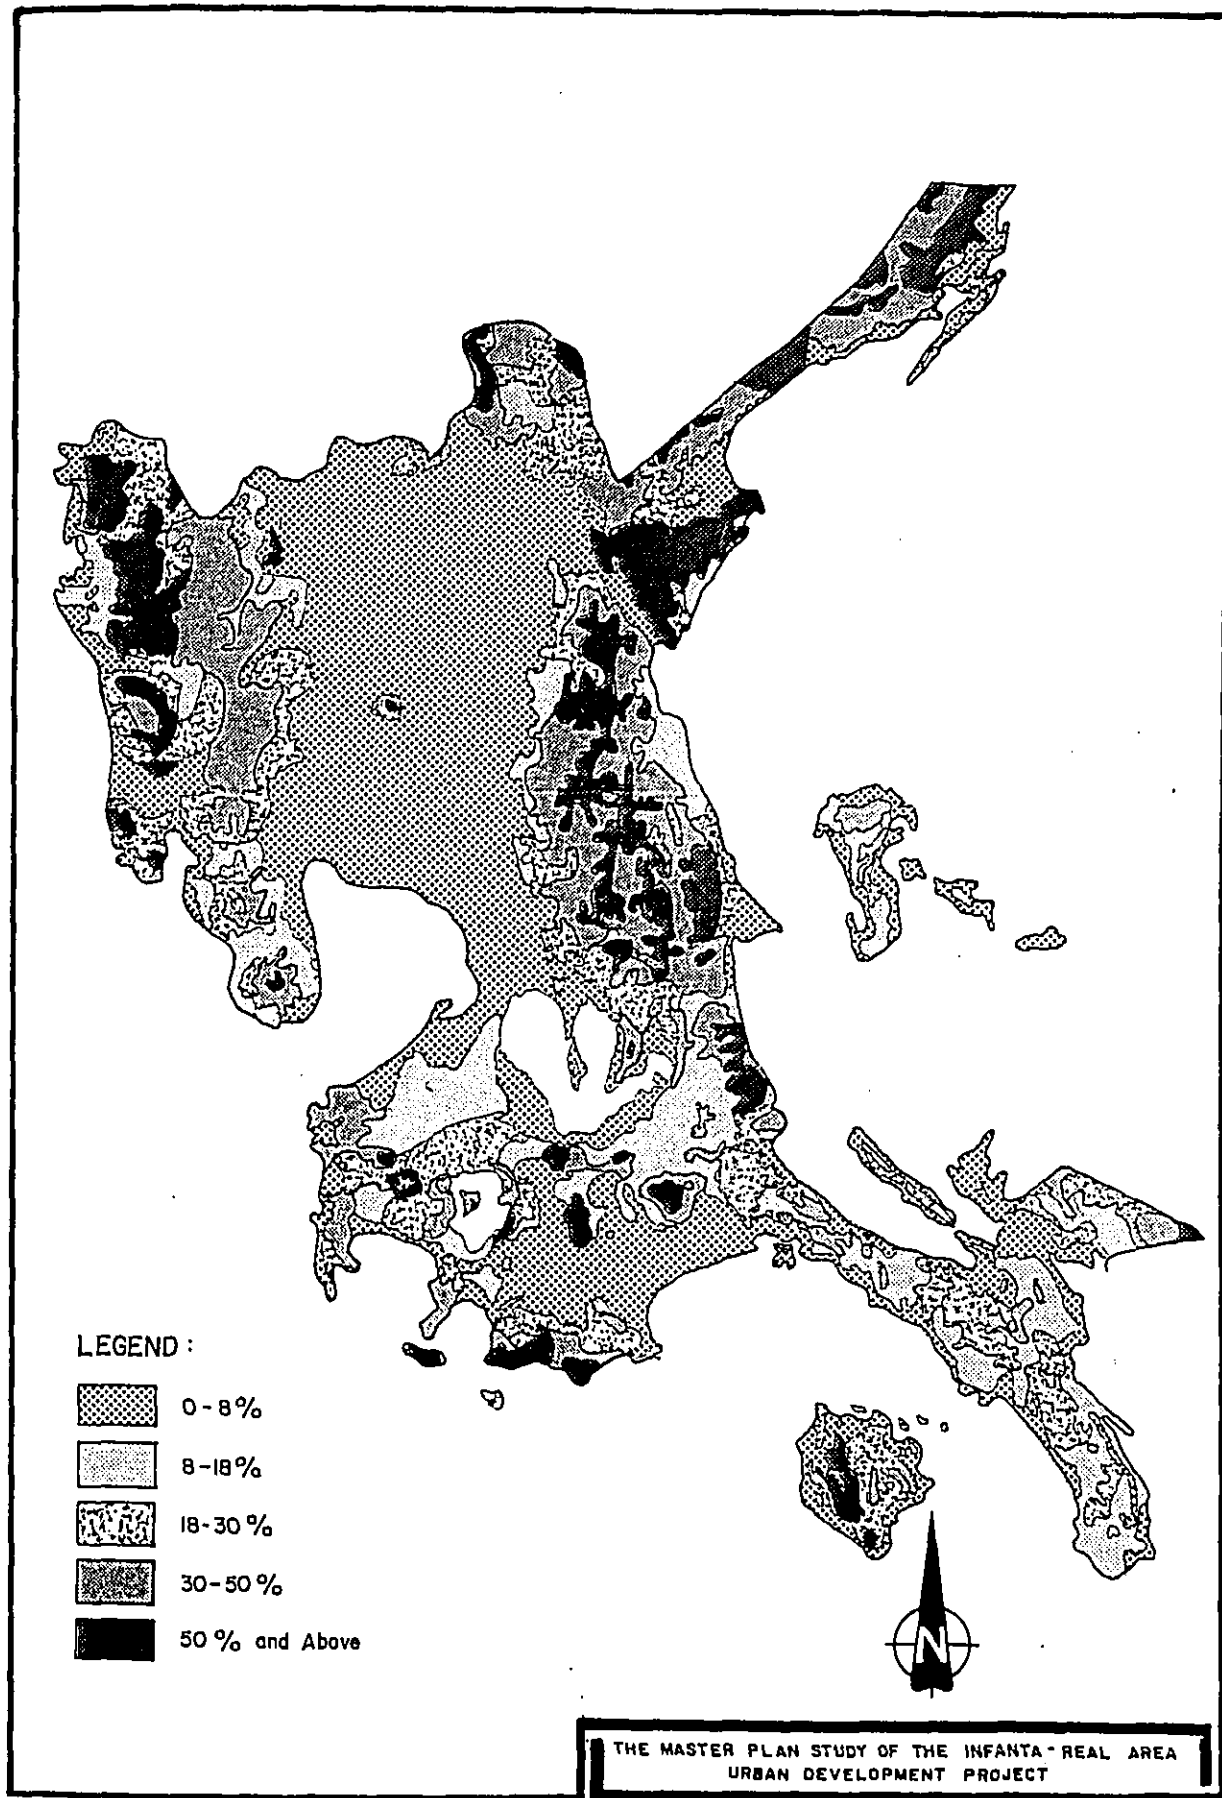 LEGEND :
0-8%
8-18%
18-30%
30-50%
50% and Above
N
THE MASTER PLAN STUDY OF THE INFANTA-REAL AREA
URBAN DEVELOPMENT PROJECT